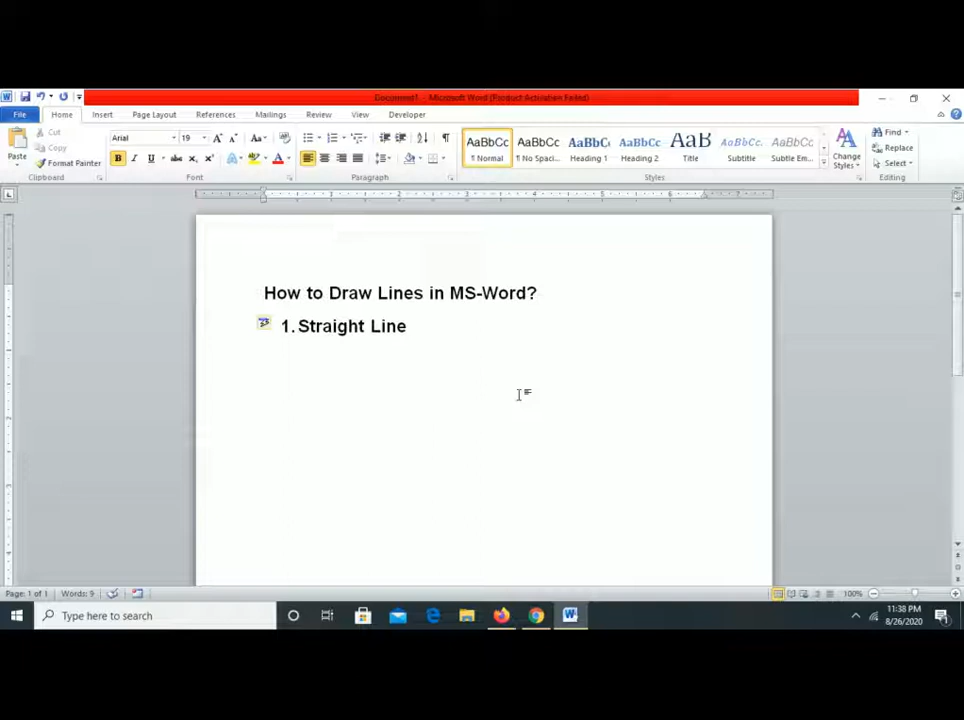 Document1 - Microsoft Word (Product Activation Failed)
File Home Insert Page Layout References Mailings Review View Developer
Paste
Cut
Copy
Format Painter
Clipboard
Arial 19
Font
Paragraph
AaBbCc AaBbCc AaBbCc AaBbCc AaB AaBbCc. AaBbCc
¶ Normal ¶ No Spaci... Heading 1 Heading 2 Title Subtitle Subtle Em...
Styles
Change Styles
Find
Replace
Select
Editing
How to Draw Lines in MS-Word?
1. Straight Line
Page: 1 of 1 Words: 9
100%
Type here to search
11:38 PM
8/26/2020